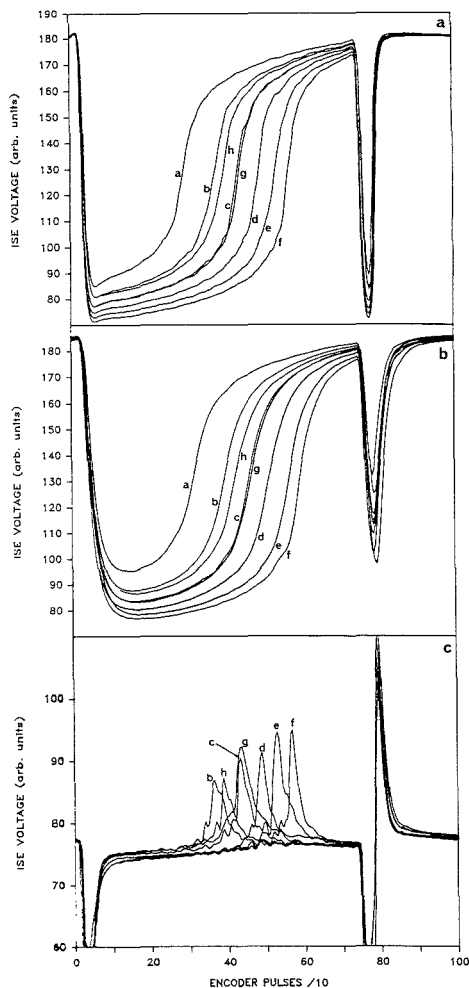 190
180
170
160
150
140
130
120
110
100
90
80
70
ISE VOLTAGE (arb. units)
a
a
b
h
c
g
d
e
f
180
170
160
150
140
130
120
110
100
90
80
ISE VOLTAGE (arb. units)
b
a
b
h
c
g
d
e
f
100
90
80
70
60
ISE VOLTAGE (arb. units)
c
b
h
c
g
d
e
f
0
20
40
60
80
100
ENCODER PULSES /10